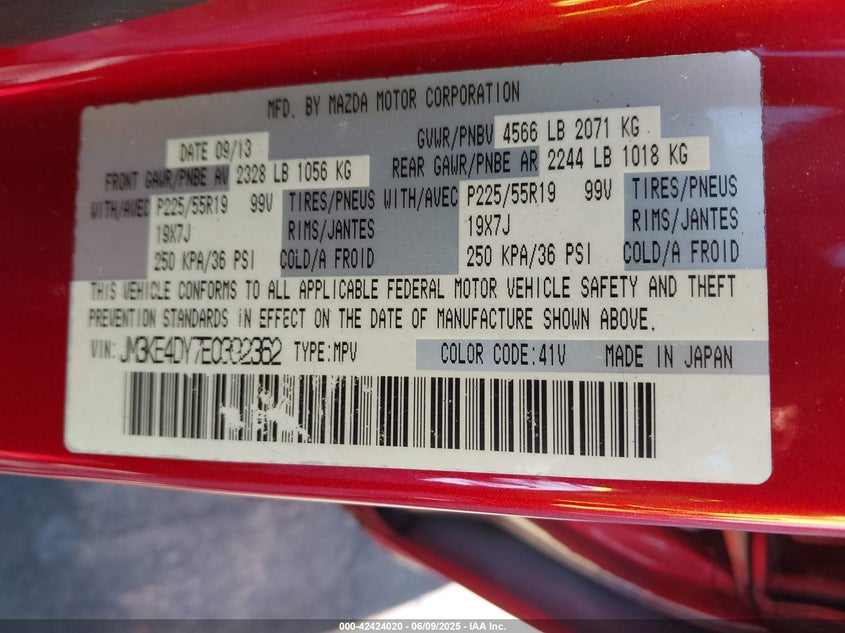 MFD. BY MAZDA MOTOR CORPORATION
DATE 09/13 GVWR/PNBV 4566 LB 2071 KG
FRONT GAWR/PNBE AV 2328 LB 1056 KG REAR GAWR/PNBE AR 2244 LB 1018 KG
WITH/AVEC P225/55R19 99V TIRES/PNEUS WITH/AVEC P225/55R19 99V TIRES/PNEUS
19X7J RIMS/JANTES 19X7J RIMS/JANTES
250 KPA/36 PSI COLD/A FROID 250 KPA/36 PSI COLD/A FROID
THIS VEHICLE CONFORMS TO ALL APPLICABLE FEDERAL MOTOR VEHICLE SAFETY AND THEFT
PREVENTION STANDARDS IN EFFECT ON THE DATE OF MANUFACTURE SHOWN ABOVE.
VIN: JM3KE4DY7E0392362 TYPE:MPV COLOR CODE:41V MADE IN JAPAN
000-42424020 - 06/09/2025 - IAA Inc.